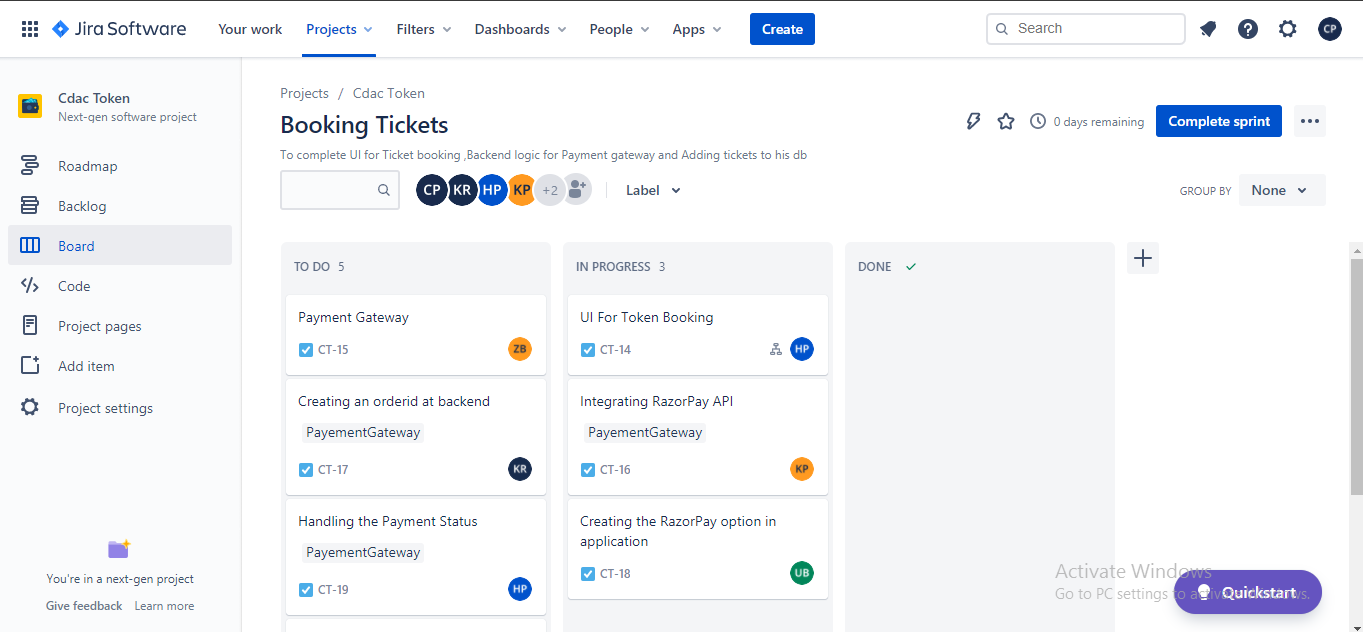 Jira Software Your work Projects Filters Dashboards People Apps Create Search CP
Cdac Token
Next-gen software project
Roadmap
Backlog
Board
Code
Project pages
Add item
Project settings
You're in a next-gen project
Give feedback Learn more
Projects / Cdac Token
Booking Tickets
0 days remaining Complete sprint
To complete UI for Ticket booking ,Backend logic for Payment gateway and Adding tickets to his db
CP KR HP KP +2 Label GROUP BY None
TO DO 5
Payment Gateway
CT-15 ZB
Creating an orderid at backend
PayementGateway
CT-17 KR
Handling the Payment Status
PayementGateway
CT-19 HP
IN PROGRESS 3
UI For Token Booking
CT-14 HP
Integrating RazorPay API
PayementGateway
CT-16 KP
Creating the RazorPay option in
application
CT-18 UB
DONE
Activate Windows
Go to PC settings to activate Windows.
Quickstart